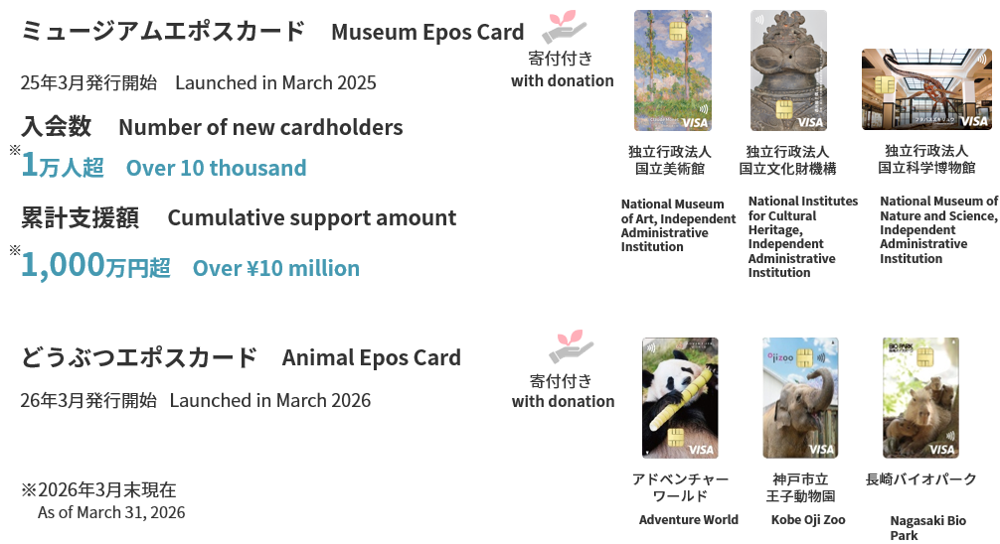 ミュージアムエポスカード Museum Epos Card
寄付付き
with donation
25年3月発行開始 Launched in March 2025
入会数 Number of new cardholders
※1万人超 Over 10 thousand
累計支援額 Cumulative support amount
※1,000万円超 Over ¥10 million
VISA
VISA
VISA
独立行政法人
国立美術館
National Museum
of Art, Independent
Administrative
Institution
独立行政法人
国立文化財機構
National Institutes
for Cultural
Heritage,
Independent
Administrative
Institution
独立行政法人
国立科学博物館
National Museum of
Nature and Science,
Independent
Administrative
Institution
どうぶつエポスカード Animal Epos Card
寄付付き
with donation
26年3月発行開始 Launched in March 2026
VISA
ojizoo
VISA
BIO PARK
VISA
アドベンチャー
ワールド
Adventure World
神戸市立
王子動物園
Kobe Oji Zoo
長崎バイオパーク
Nagasaki Bio
Park
※2026年3月末現在
As of March 31, 2026